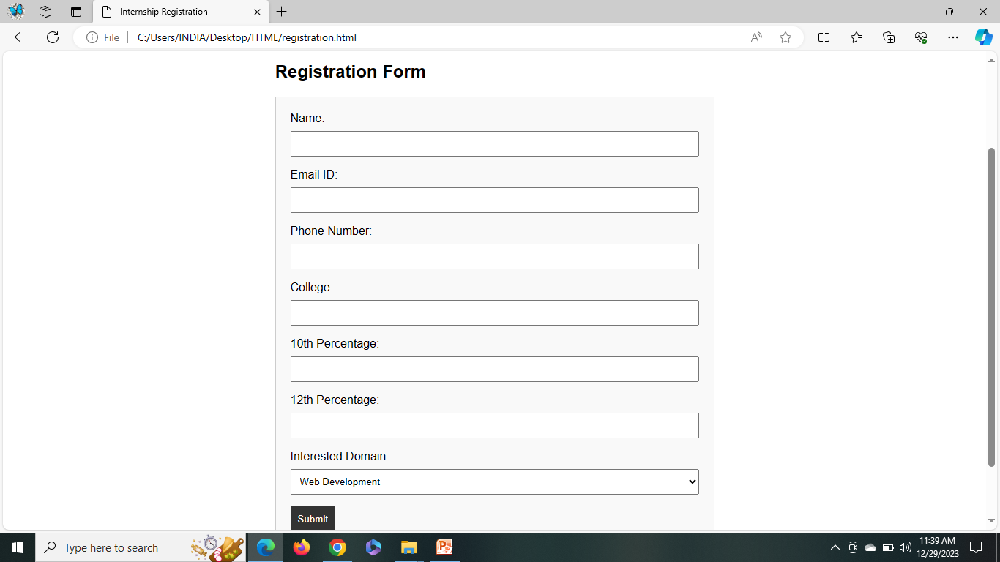 Internship Registration
File
C:/Users/INDIA/Desktop/HTML/registration.html
Registration Form
Name:
Email ID:
Phone Number:
College:
10th Percentage:
12th Percentage:
Interested Domain:
Web Development
Submit
Type here to search
11:39 AM
12/29/2023